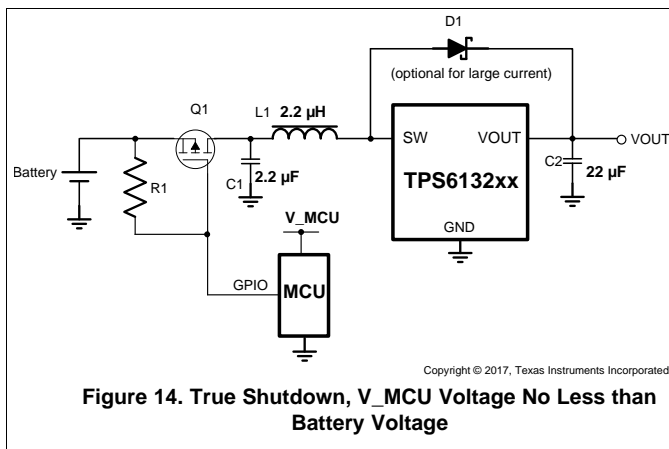 D1
(optional for large current)
Q1
L1 2.2 µH
SW VOUT
VOUT
TPS6132xx
GND
C2
22 µF
Battery
R1
C1
2.2 µF
V_MCU
GPIO
MCU
Copyright © 2017, Texas Instruments Incorporated
Figure 14. True Shutdown, V_MCU Voltage No Less than
Battery Voltage